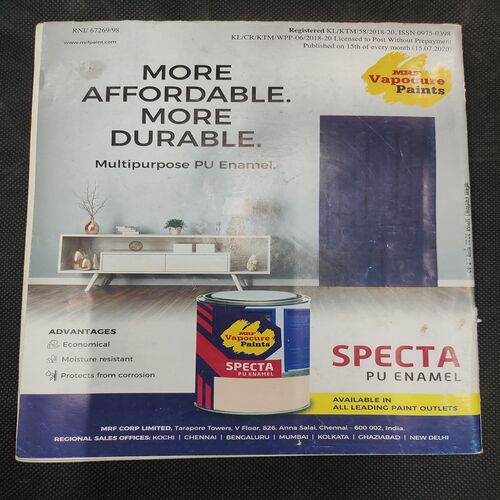 RNI/ 67269/98
Registered KL/KTM/58/2018-20, ISSN 0975-0398
KL/CR/KTM/WPP-06/2018-20 Licensed to Post Without Prepayment
Published on 15th of every month (15.07.2020)
www.mrfpaint.com
MORE
AFFORDABLE.
MORE
DURABLE.
Multipurpose PU Enamel.
MRF
Vapocure
Paints
ADVANTAGES
Economical
Moisture resistant
Protects from corrosion
MRF
Vapocure
Paints
SPECTA
PU ENAMEL
SPECTA
PU ENAMEL
AVAILABLE IN
ALL LEADING PAINT OUTLETS
MRF CORP LIMITED, Tarapore Towers, V Floor, 826, Anna Salai, Chennai - 600 002, India.
REGIONAL SALES OFFICES: KOCHI | CHENNAI | BENGALURU | MUMBAI | KOLKATA | GHAZIABAD | NEW DELHI